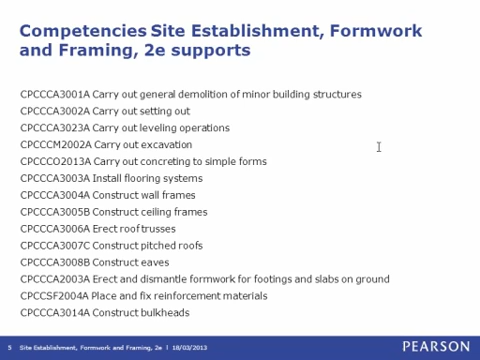 Competencies Site Establishment, Formwork
and Framing, 2e supports
CPCCCA3001A Carry out general demolition of minor building structures
CPCCCA3002A Carry out setting out
CPCCCA3023A Carry out leveling operations
CPCCCM2002A Carry out excavation
CPCCCO2013A Carry out concreting to simple forms
CPCCCA3003A Install flooring systems
CPCCCA3004A Construct wall frames
CPCCCA3005B Construct ceiling frames
CPCCCA3006A Erect roof trusses
CPCCCA3007C Construct pitched roofs
CPCCCA3008B Construct eaves
CPCCCA2003A Erect and dismantle formwork for footings and slabs on ground
CPCCSF2004A Place and fix reinforcement materials
CPCCCA3014A Construct bulkheads
5 Site Establishment, Formwork and Framing, 2e | 18/03/2013
PEARSON